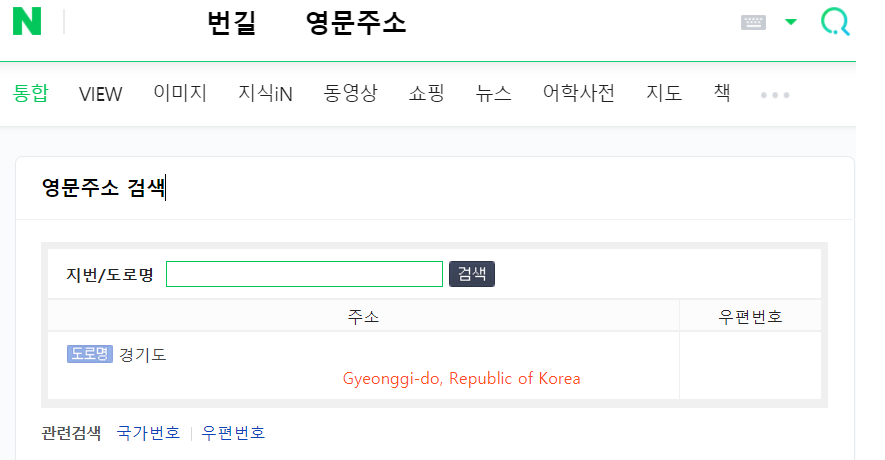 N 번길 영문주소
통합 VIEW 이미지 지식iN 동영상 쇼핑 뉴스 어학사전 지도 책
영문주소 검색
지번/도로명 검색
주소 우편번호
도로명 경기도
Gyeonggi-do, Republic of Korea
관련검색 국가번호 우편번호